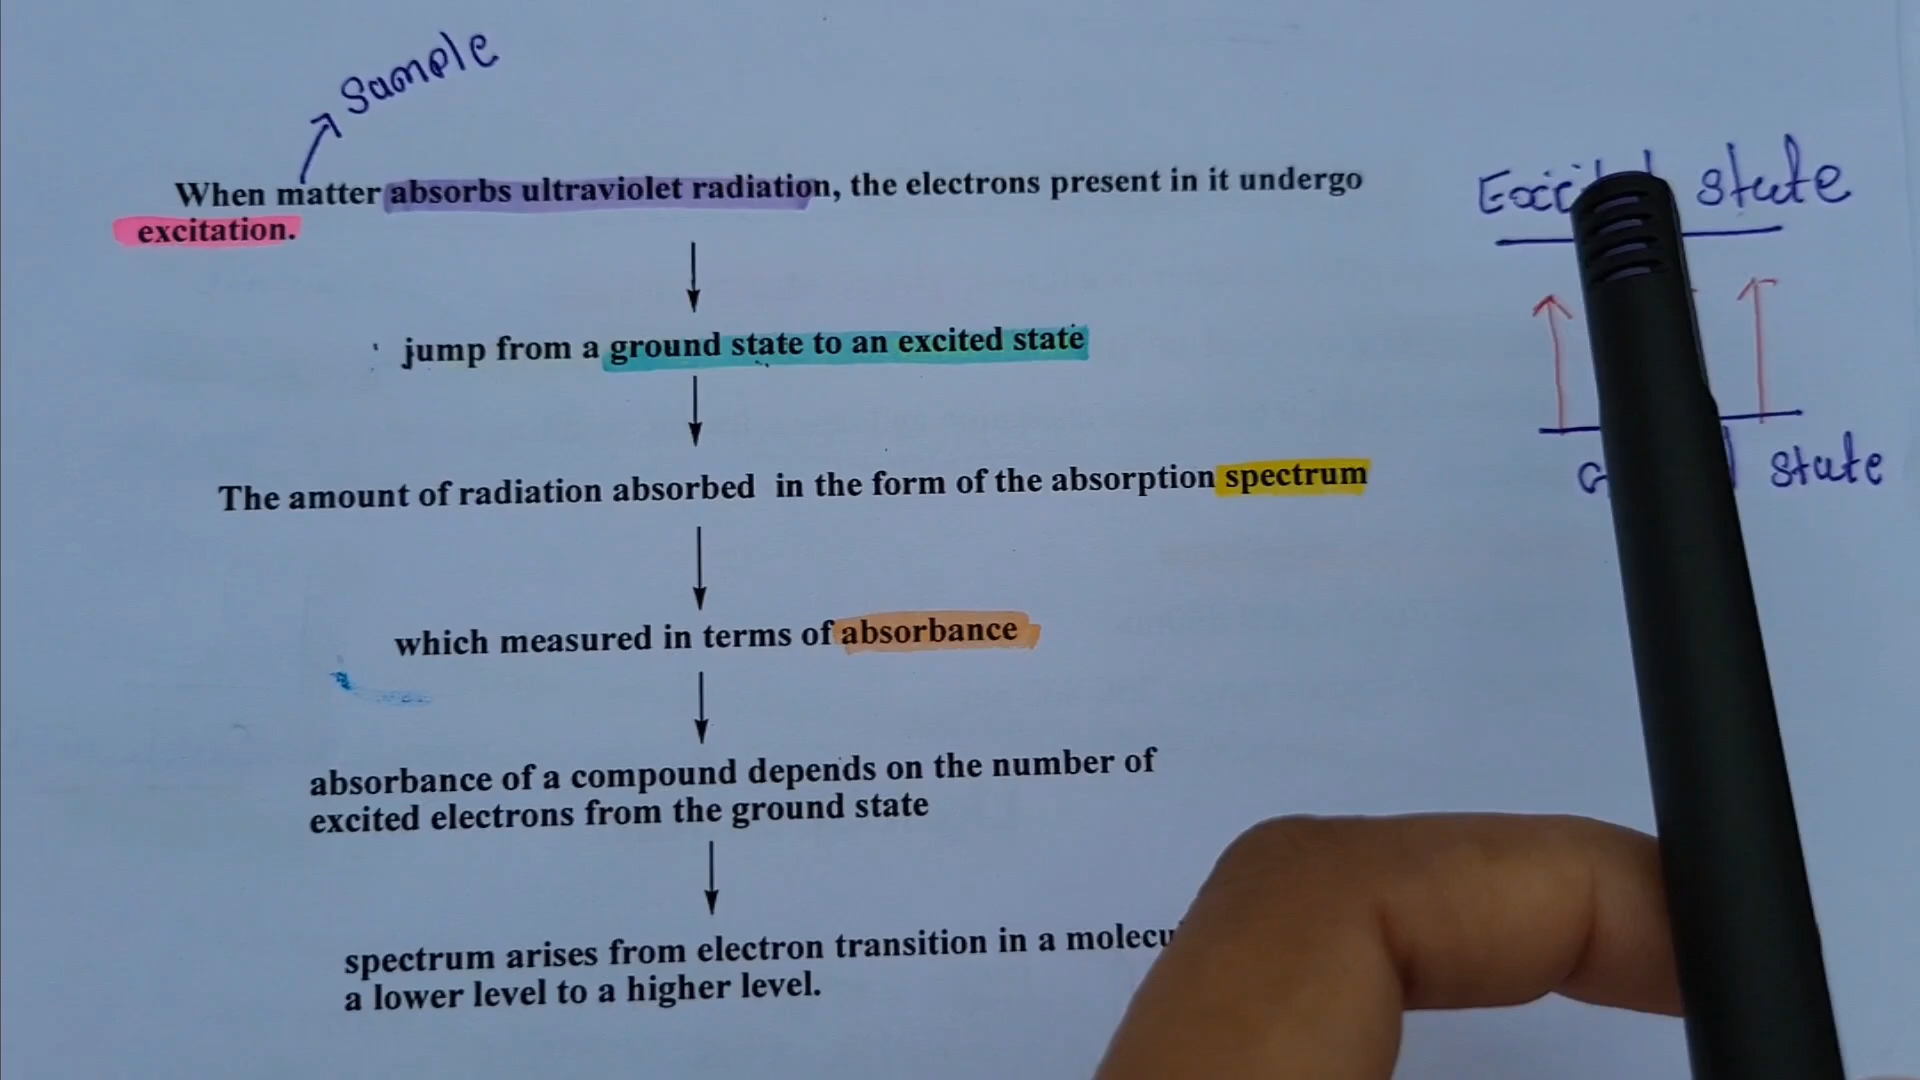 Sample
When matter absorbs ultraviolet radiation, the electrons present in it undergo
excitation.
jump from a ground state to an excited state
The amount of radiation absorbed in the form of the absorption spectrum
which measured in terms of absorbance
absorbance of a compound depends on the number of
excited electrons from the ground state
spectrum arises from electron transition in a
a lower level to a higher level.
state
state